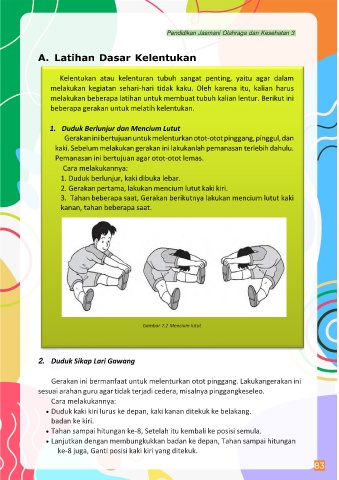 Pendidikan Jasmani Olahraga dan Kesehatan 3
A. Latihan Dasar Kelentukan
Kelentukan atau kelenturan tubuh sangat penting, yaitu agar dalam
melakukan kegiatan sehari-hari tidak kaku. Oleh karena itu, kalian harus
melakukan beberapa latihan untuk membuat tubuh kalian lentur. Berikut ini
beberapa gerakan untuk melatih kelentukan.
1. Duduk Berlunjur dan Mencium Lutut
Gerakan ini bertujuan untuk melenturkan otot-otot pinggang, pinggul, dan
kaki. Sebelum melakukan gerakan ini lakukanlah pemanasan terlebih dahulu.
Pemanasan ini bertujuan agar otot-otot lemas.
Cara melakukannya:
1. Duduk berlunjur, kaki dibuka lebar.
2. Gerakan pertama, lakukan mencium lutut kaki kiri.
3. Tahan beberapa saat, Gerakan berikutnya lakukan mencium lutut kaki
kanan, tahan beberapa saat.
Gambar 7.2 Mencium lutut
2. Duduk Sikap Lari Gawang
Gerakan ini bermanfaat untuk melenturkan otot pinggang. Lakukangerakan ini
sesuai arahan guru agar tidak terjadi cedera, misalnya pinggangkeseleo.
Cara melakukannya:
• Duduk kaki kiri lurus ke depan, kaki kanan ditekuk ke belakang.
badan ke kiri.
• Tahan sampai hitungan ke-8, Setelah itu kembali ke posisi semula.
• Lanjutkan dengan membungkukkan badan ke depan, Tahan sampai hitungan
ke-8 juga, Ganti posisi kaki kiri yang ditekuk.
83